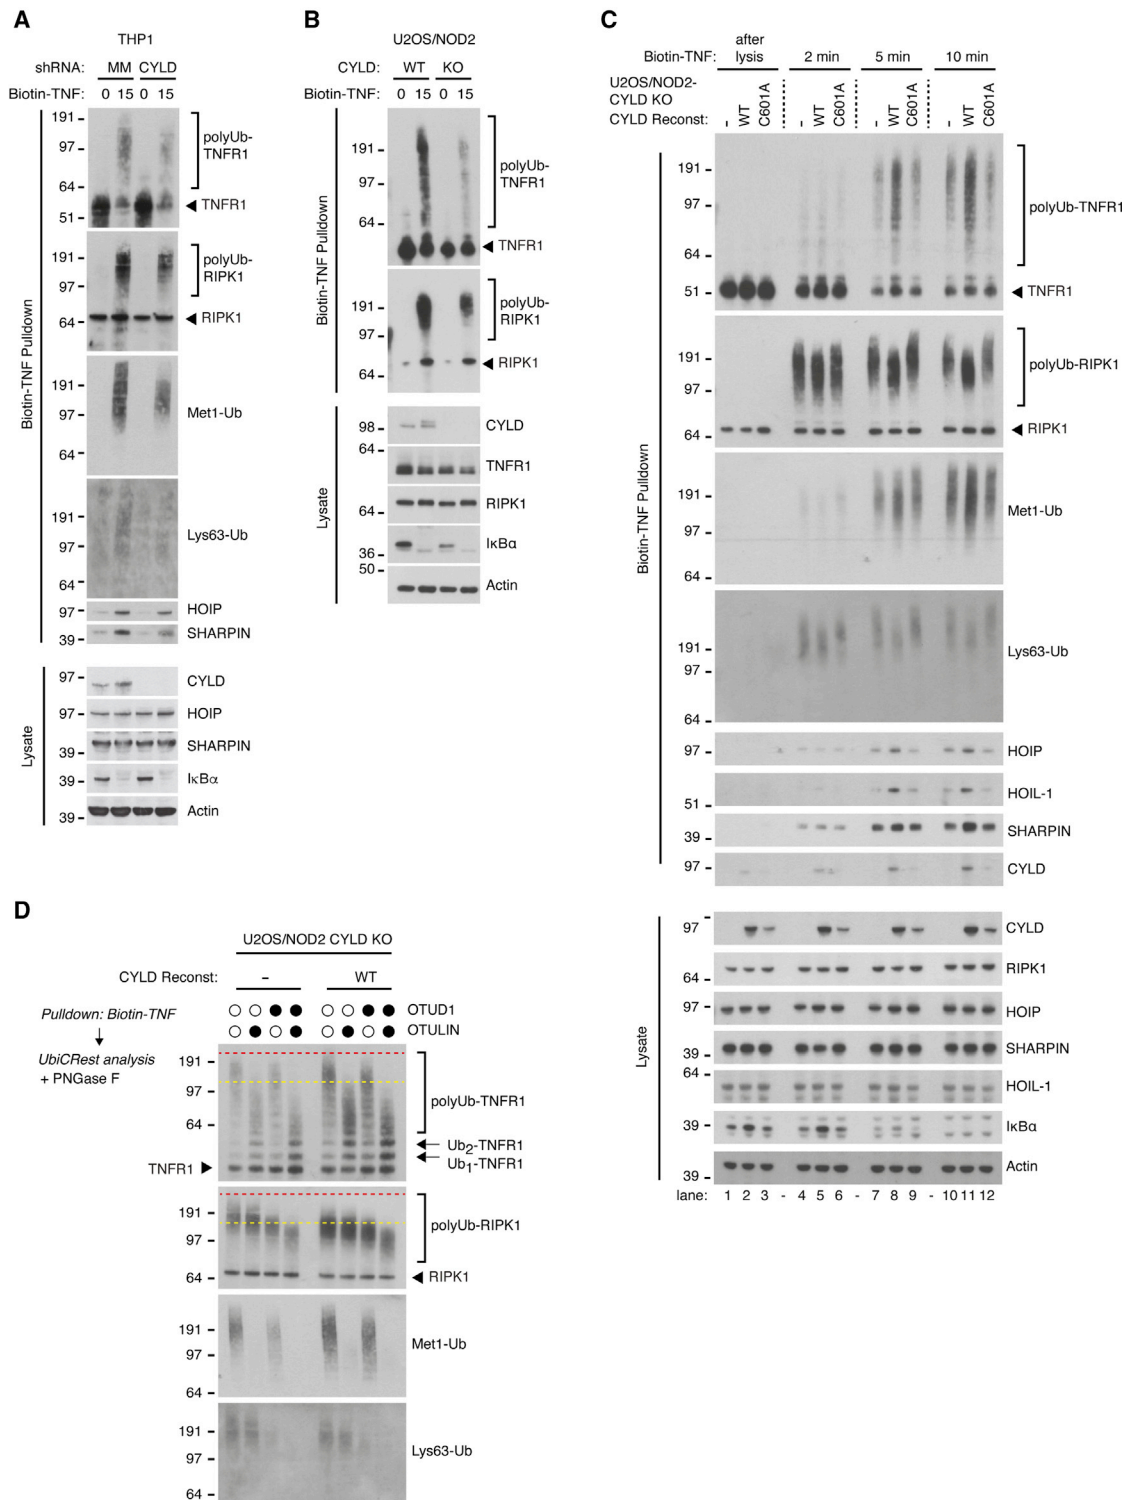 A
THP1
shRNA: MM CYLD
Biotin-TNF: 0 15 0 15
Biotin-TNF Pulldown
191
97
64
51
polyUb-
TNFR1
TNFR1
191
97
64
polyUb-
RIPK1
RIPK1
191
97
64
Met1-Ub
191
97
64
Lys63-Ub
97
HOIP
39
SHARPIN
Lysate
97
CYLD
97
HOIP
39
SHARPIN
39
IκBα
39
Actin
B
U2OS/NOD2
CYLD: WT KO
Biotin-TNF: 0 15 0 15
Biotin-TNF Pulldown
191
97
64
polyUb-
TNFR1
TNFR1
191
97
64
polyUb-
RIPK1
RIPK1
Lysate
98
CYLD
64
TNFR1
64
RIPK1
36
IκBα
50
Actin
C
Biotin-TNF: after lysis 2 min 5 min 10 min
U2OS/NOD2-
CYLD KO
CYLD Reconst: - WT C601A - WT C601A - WT C601A - WT C601A
Biotin-TNF Pulldown
191
97
64
51
polyUb-TNFR1
TNFR1
191
97
64
polyUb-RIPK1
RIPK1
191
97
64
Met1-Ub
191
97
64
Lys63-Ub
97
HOIP
51
HOIL-1
39
SHARPIN
97
CYLD
Lysate
97
CYLD
64
RIPK1
97
HOIP
39
SHARPIN
64
HOIL-1
39
IκBα
39
Actin
lane: 1 2 3 - 4 5 6 - 7 8 9 - 10 11 12
D
U2OS/NOD2 CYLD KO
CYLD Reconst: – WT
OTUD1
OTULIN
Pulldown: Biotin-TNF
UbiCRest analysis
+ PNGase F
191
97
64
polyUb-TNFR1
Ub2-TNFR1
Ub1-TNFR1
TNFR1
191
97
64
polyUb-RIPK1
RIPK1
191
97
64
Met1-Ub
191
97
64
Lys63-Ub